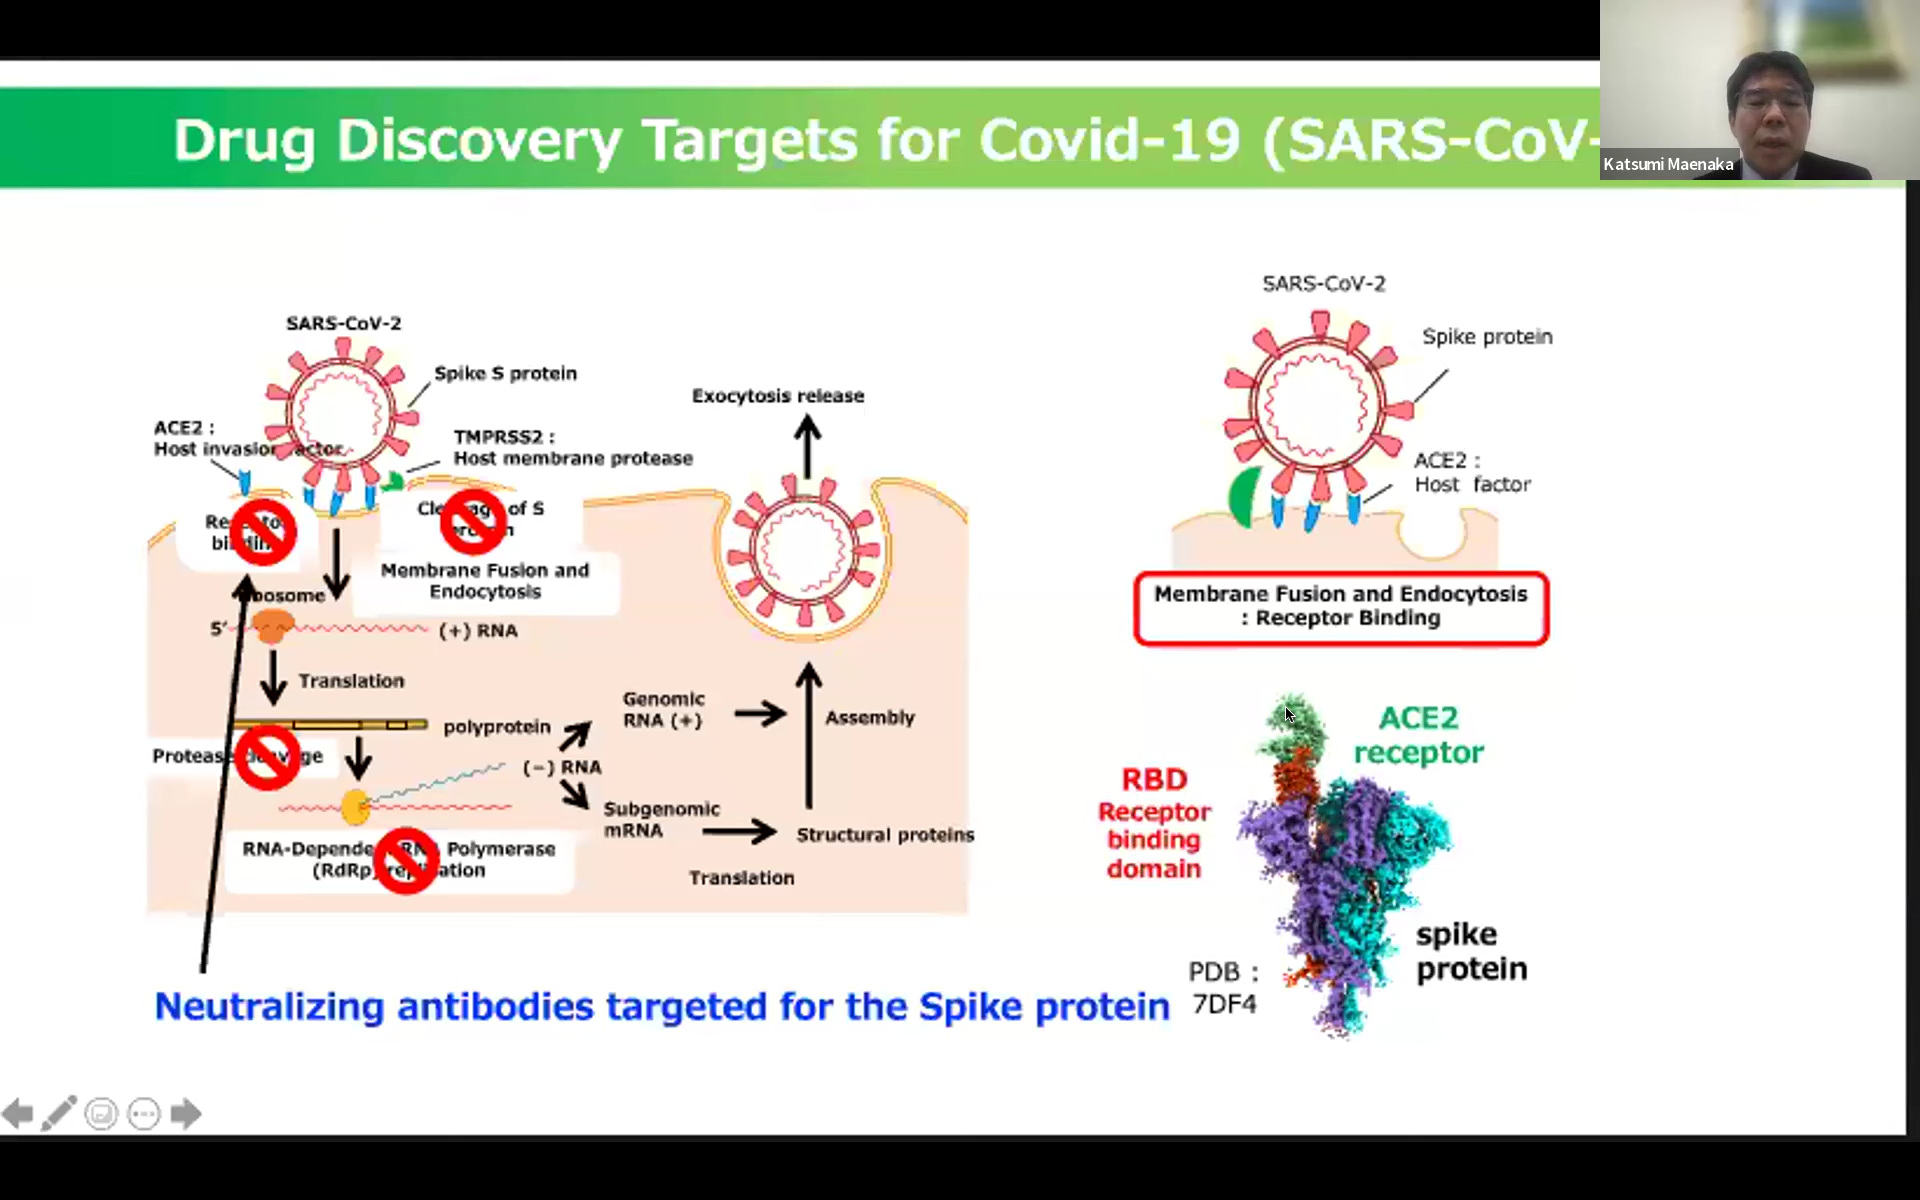 Drug Discovery Targets for Covid-19 (SARS-CoV-
Katsumi Maenaka
SARS-CoV-2
Spike S protein
ACE2 :
Host invasion factor
TMPRSS2 :
Host membrane protease
Exocytosis release
Receptor
binding
Cleavage of S
protein
Membrane Fusion and
Endocytosis
5’
(+) RNA
Translation
polyprotein
Protease cleavage
(−) RNA
Genomic
RNA (+)
Assembly
Subgenomic
mRNA
Structural proteins
Translation
RNA-Dependent RNA Polymerase
(RdRp) replication
Neutralizing antibodies targeted for the Spike protein
SARS-CoV-2
Spike protein
ACE2 :
Host factor
Membrane Fusion and Endocytosis
: Receptor Binding
ACE2
receptor
RBD
Receptor
binding
domain
spike
protein
PDB :
7DF4